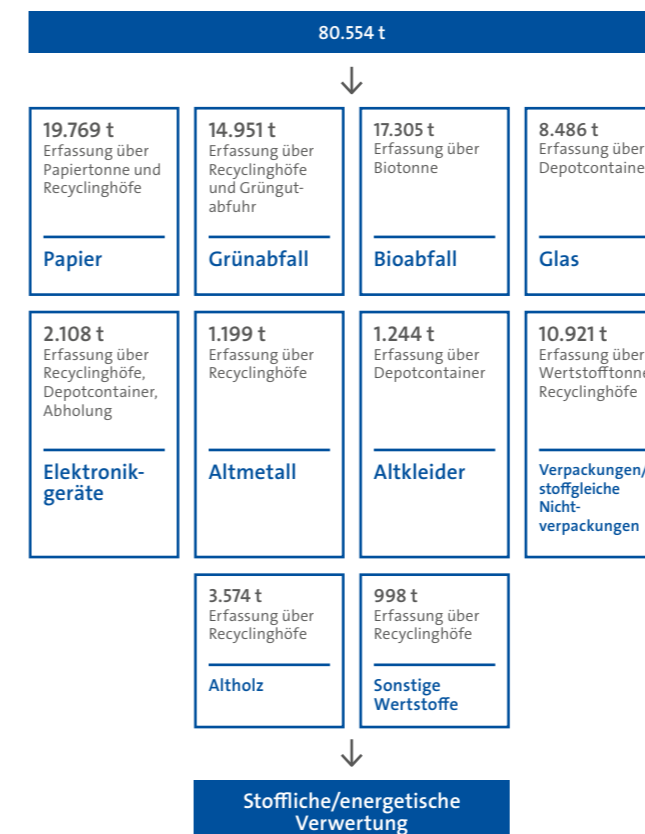 80.554 t
19.769 t
Erfassung über
Papiertonne und
Recyclinghöfe
Papier
14.951 t
Erfassung über
Recyclinghöfe
und Grüngut-
abfuhr
Grünabfall
17.305 t
Erfassung über
Biotonne
Bioabfall
8.486 t
Erfassung über
Depotcontaine
Glas
2.108 t
Erfassung über
Recyclinghöfe,
Depotcontainer,
Abholung
Elektronik-
geräte
1.199 t
Erfassung über
Recyclinghöfe
Altmetall
1.244 t
Erfassung über
Depotcontainer
Altkleider
10.921 t
Erfassung über
Wertstofftonne
Recyclinghöfe
Verpackungen/
stoffgleiche
Nicht-
verpackungen
3.574 t
Erfassung über
Recyclinghöfe
Altholz
998 t
Erfassung über
Recyclinghöfe
Sonstige
Wertstoffe
Stoffliche/energetische
Verwertung